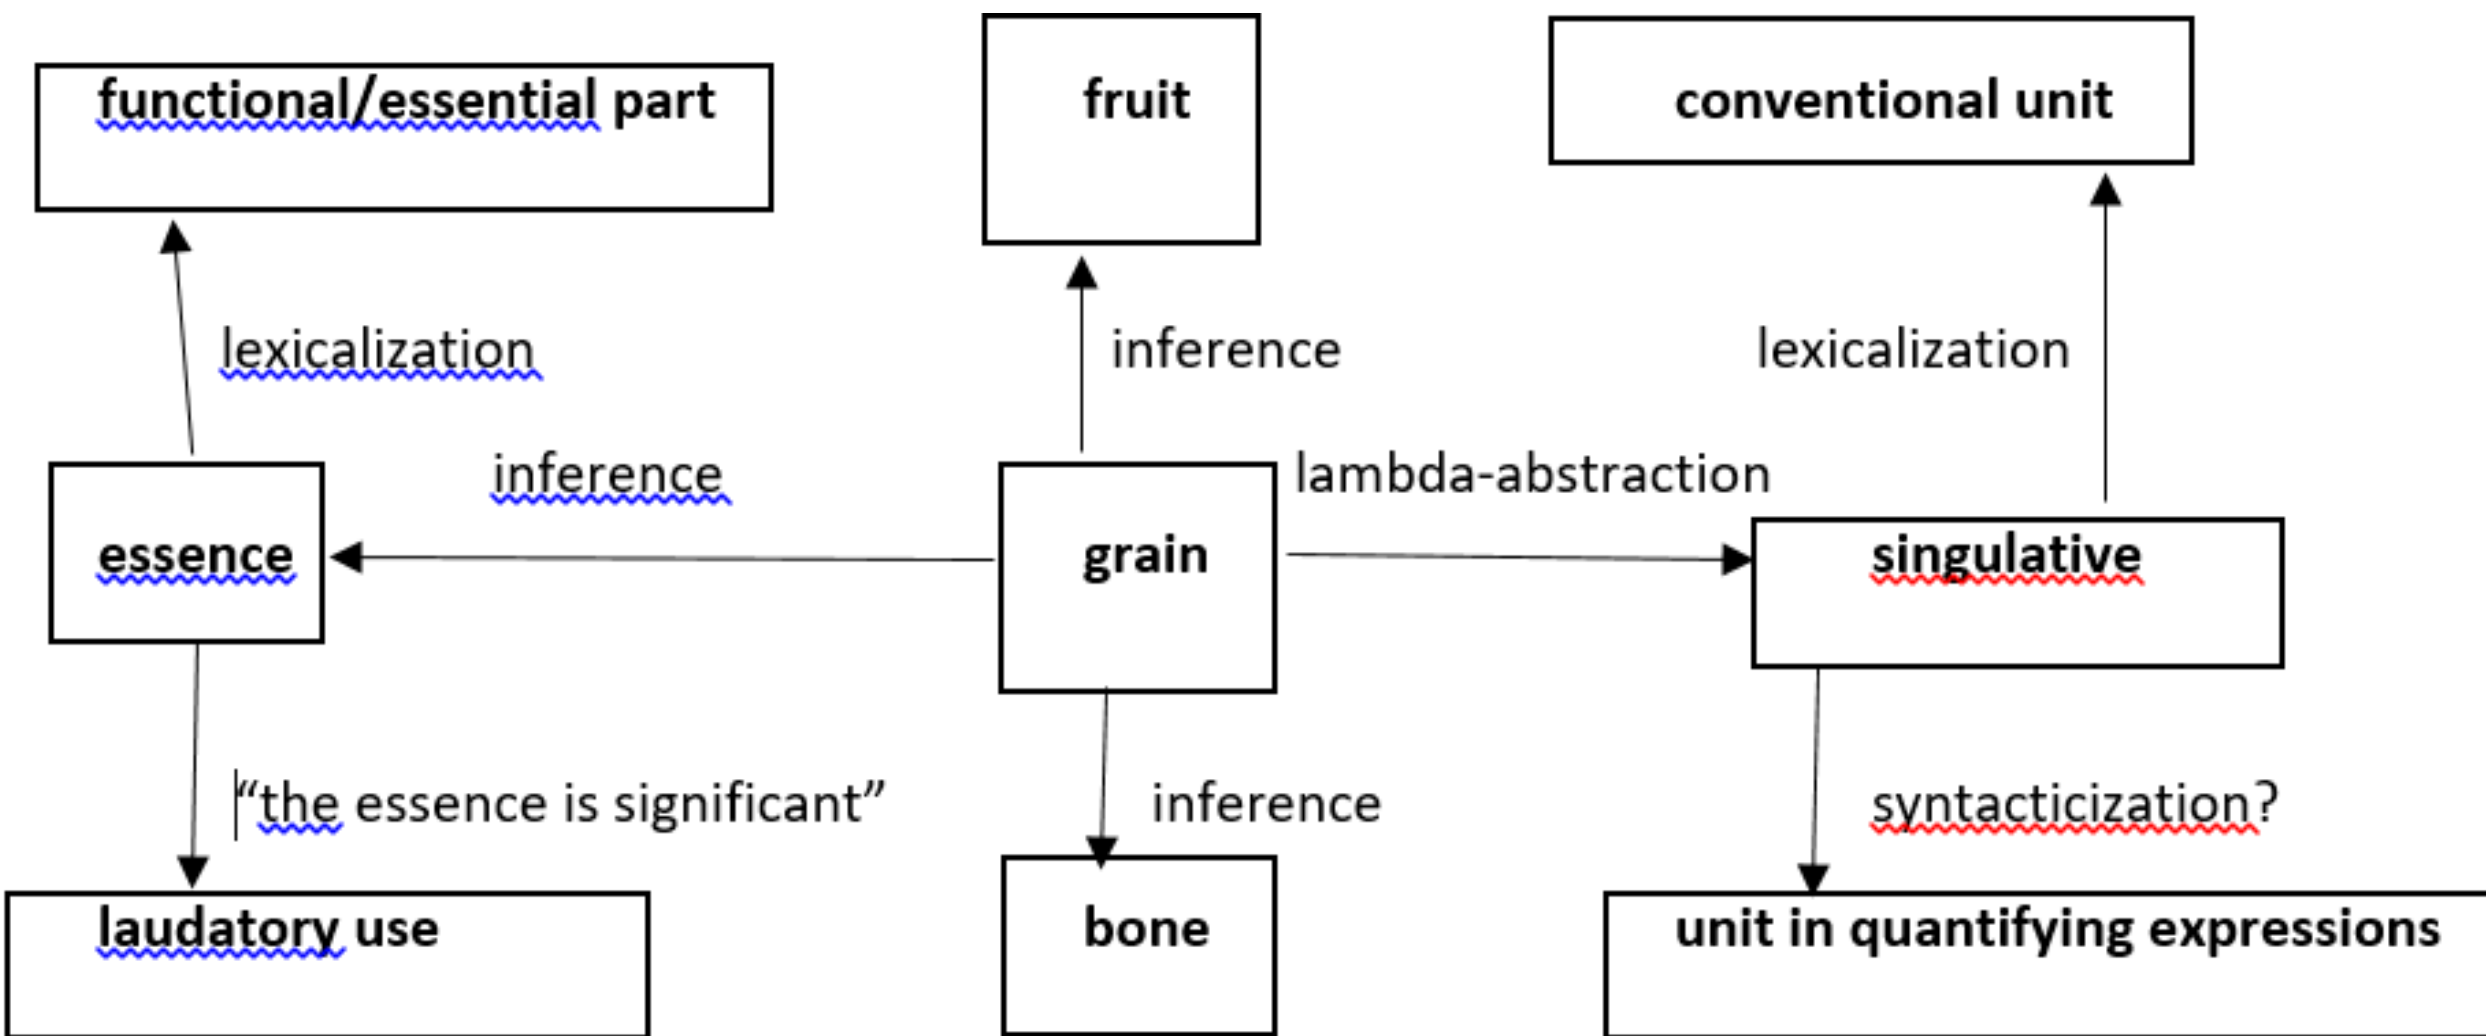 functional/essential part
fruit
conventional unit
lexicalization
inference
lexicalization
inference
lambda-abstraction
essence
grain
singulative
“the essence is significant”
inference
syntacticization?
laudatory use
bone
unit in quantifying expressions